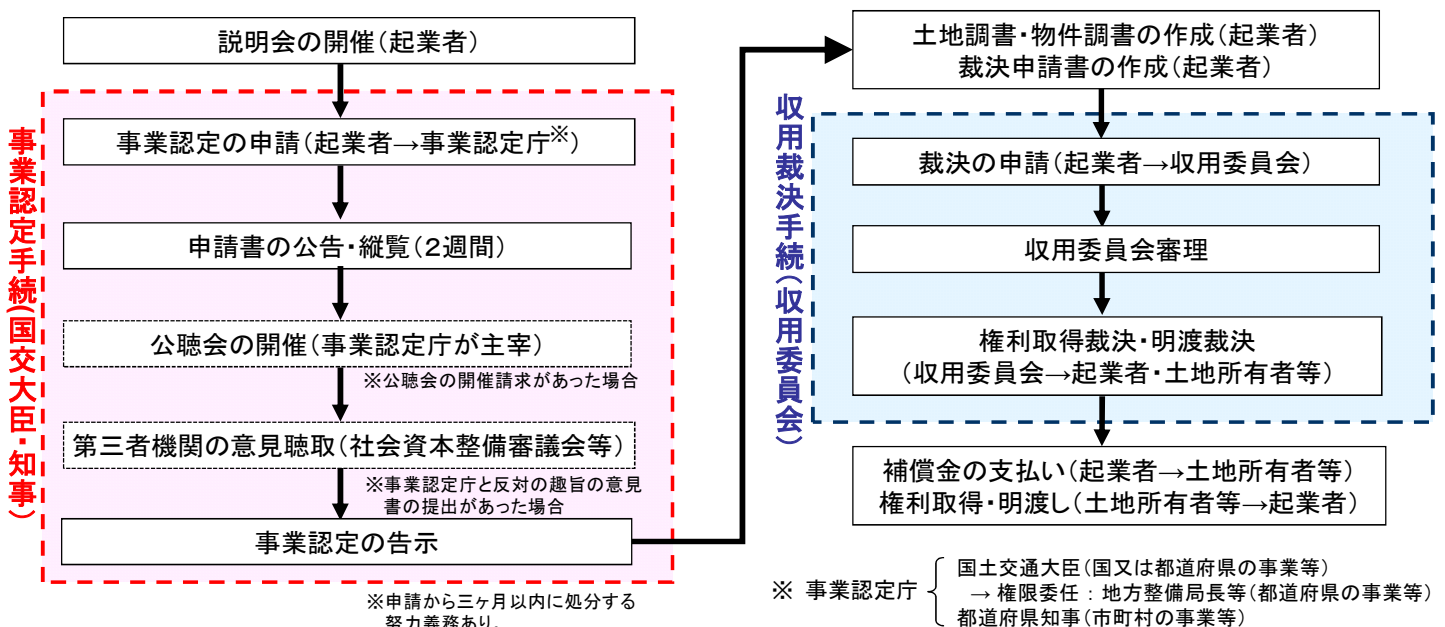 説明会の開催(起業者)
事業認定手続(国交大臣・知事)
事業認定の申請(起業者→事業認定庁※)
申請書の公告・縦覧(2週間)
公聴会の開催(事業認定庁が主宰)
※公聴会の開催請求があった場合
第三者機関の意見聴取(社会資本整備審議会等)
※事業認定庁と反対の趣旨の意見
書の提出があった場合
事業認定の告示
※申請から三ヶ月以内に処分する
努力義務あり。
土地調書・物件調書の作成(起業者)
裁決申請書の作成(起業者)
収用裁決手続(収用委員会)
裁決の申請(起業者→収用委員会)
収用委員会審理
権利取得裁決・明渡裁決
(収用委員会→起業者・土地所有者等)
補償金の支払い(起業者→土地所有者等)
権利取得・明渡し(土地所有者等→起業者)
※ 事業認定庁
国土交通大臣(国又は都道府県の事業等)
→ 権限委任:地方整備局長等(都道府県の事業等)
都道府県知事(市町村の事業等)